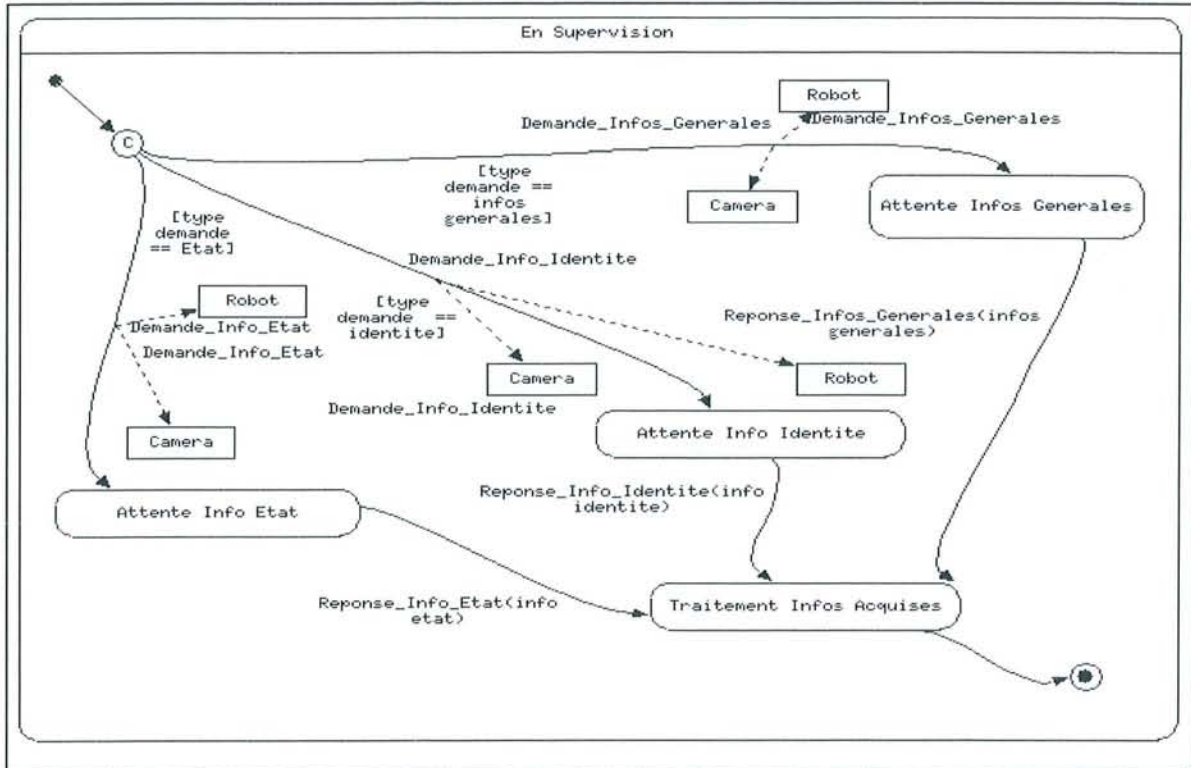 En Supervision
Robot
Demande_Infos_Generales
Demande_Infos_Generales
C
[type
demande ==
infos
generales]
Camera
Attente Infos Generales
[type
demande
== Etat]
Demande_Info_Identite
Robot
[type
demande ==
identite]
Demande_Info_Etat
Demande_Info_Etat
Reponse_Infos_Generales(infos
generales)
Camera
Robot
Demande_Info_Identite
Camera
Attente Info Identite
Reponse_Info_Identite(info
identite)
Attente Info Etat
Reponse_Info_Etat(info
etat)
Traitement Infos Acquises